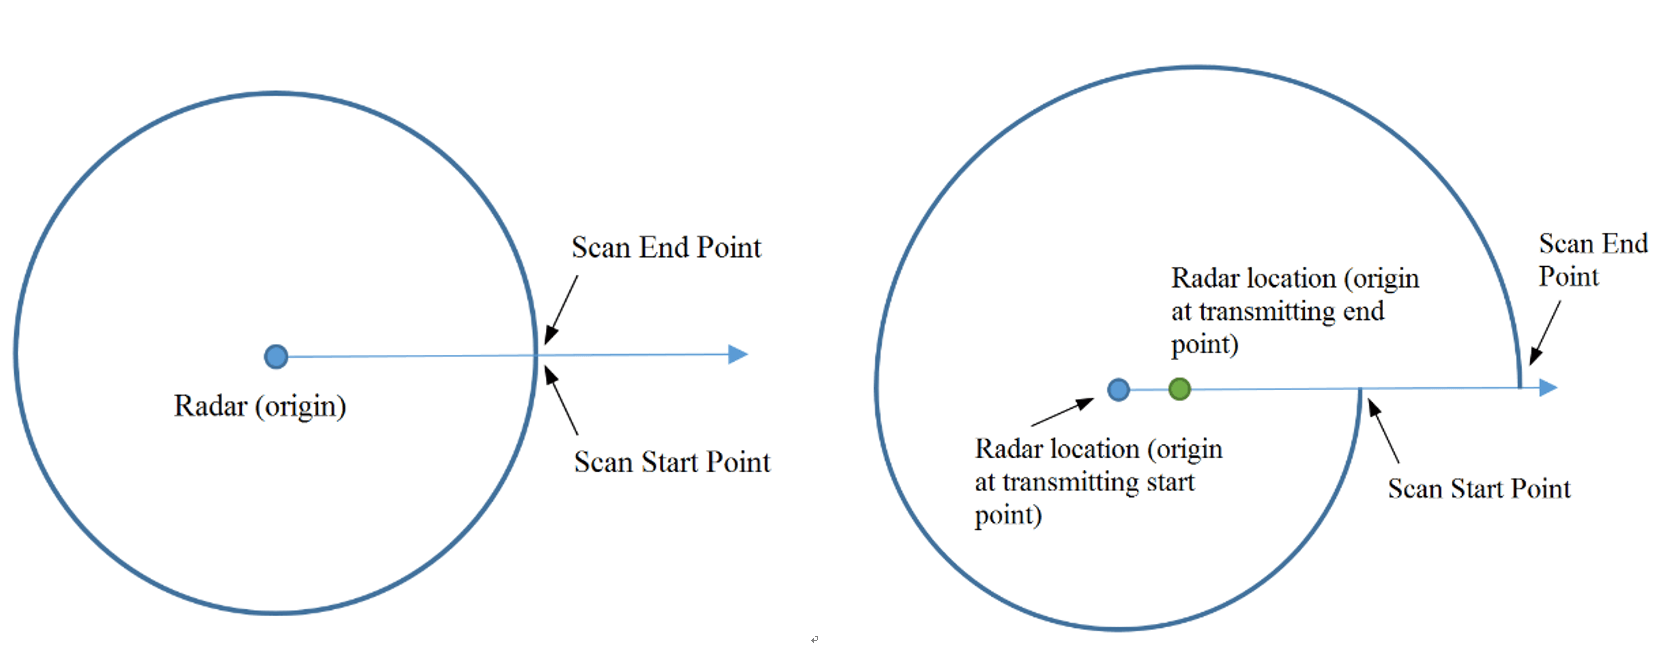 Scan End Point
Radar (origin)
Scan Start Point
Scan End
Point
Radar location (origin
at transmitting end
point)
Radar location (origin
at transmitting start
point)
Scan Start Point